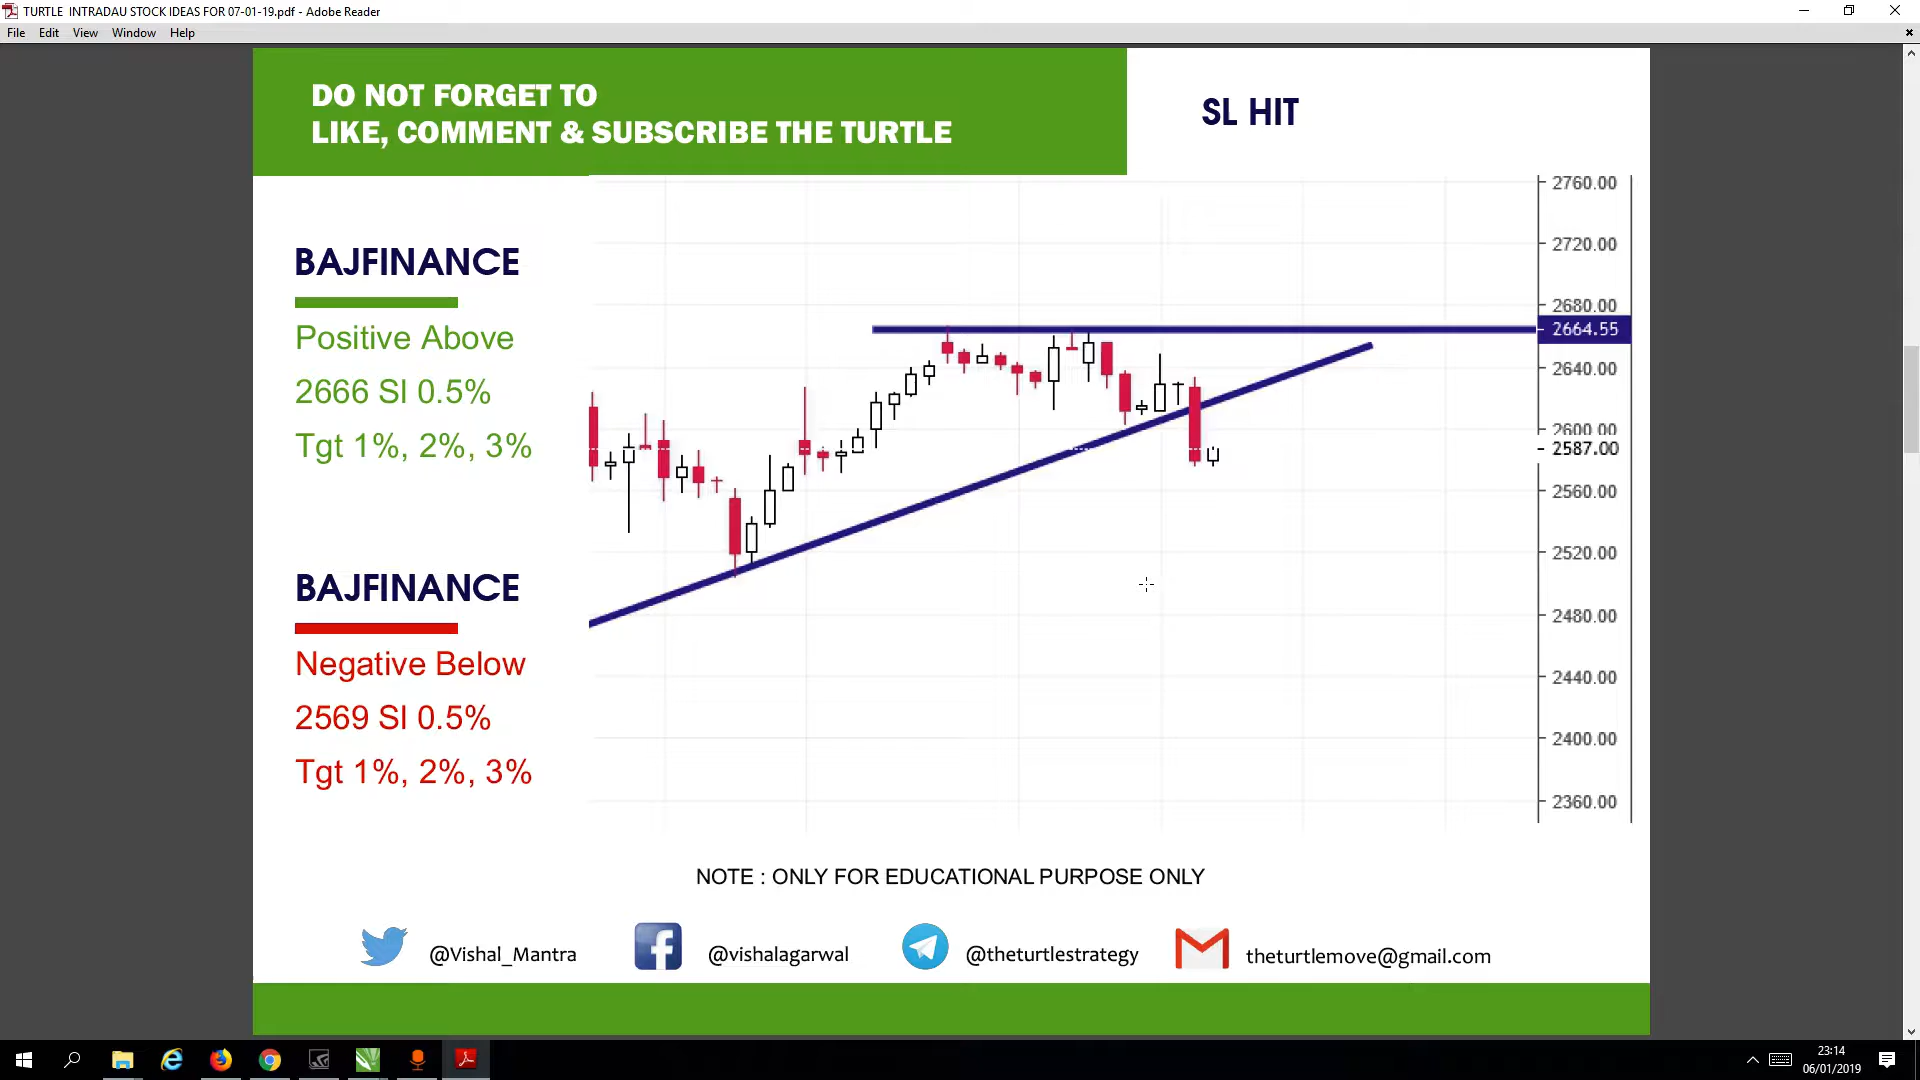 TURTLE  INTRADAU STOCK IDEAS FOR 07-01-19.pdf - Adobe Reader
File Edit View Window Help
DO NOT FORGET TO
LIKE, COMMENT & SUBSCRIBE THE TURTLE
SL HIT
BAJFINANCE
Positive Above
2666 Sl 0.5%
Tgt 1%, 2%, 3%
BAJFINANCE
Negative Below
2569 Sl 0.5%
Tgt 1%, 2%, 3%
2760.00
2720.00
2680.00
2664.55
2640.00
2600.00
2587.00
2560.00
2520.00
2480.00
2440.00
2400.00
2360.00
NOTE : ONLY FOR EDUCATIONAL PURPOSE ONLY
@Vishal_Mantra @vishalagarwal @theturtlestrategy theturtlemove@gmail.com
23:14
06/01/2019